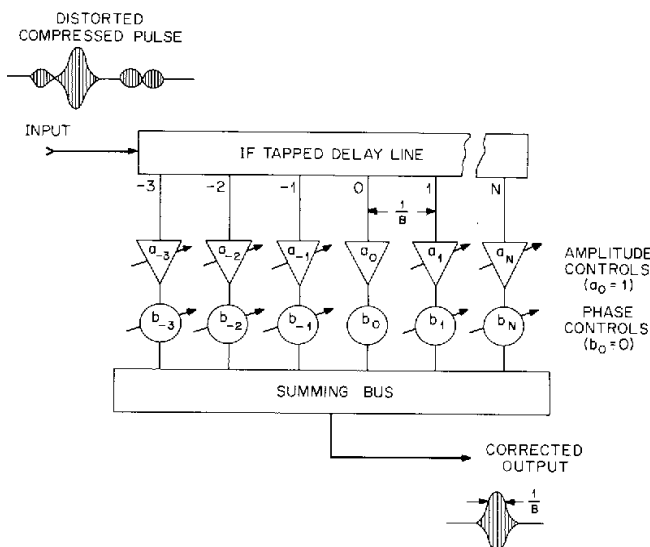 DISTORTED
COMPRESSED PULSE
INPUT
IF TAPPED DELAY LINE
-3 -2 -1 0 1 N
1/B
a-3 a-2 a-1 a0 a1 aN
AMPLITUDE
CONTROLS
(a0=1)
b-3 b-2 b-1 b0 b1 bN
PHASE
CONTROLS
(b0=0)
SUMMING BUS
CORRECTED
OUTPUT
1/B